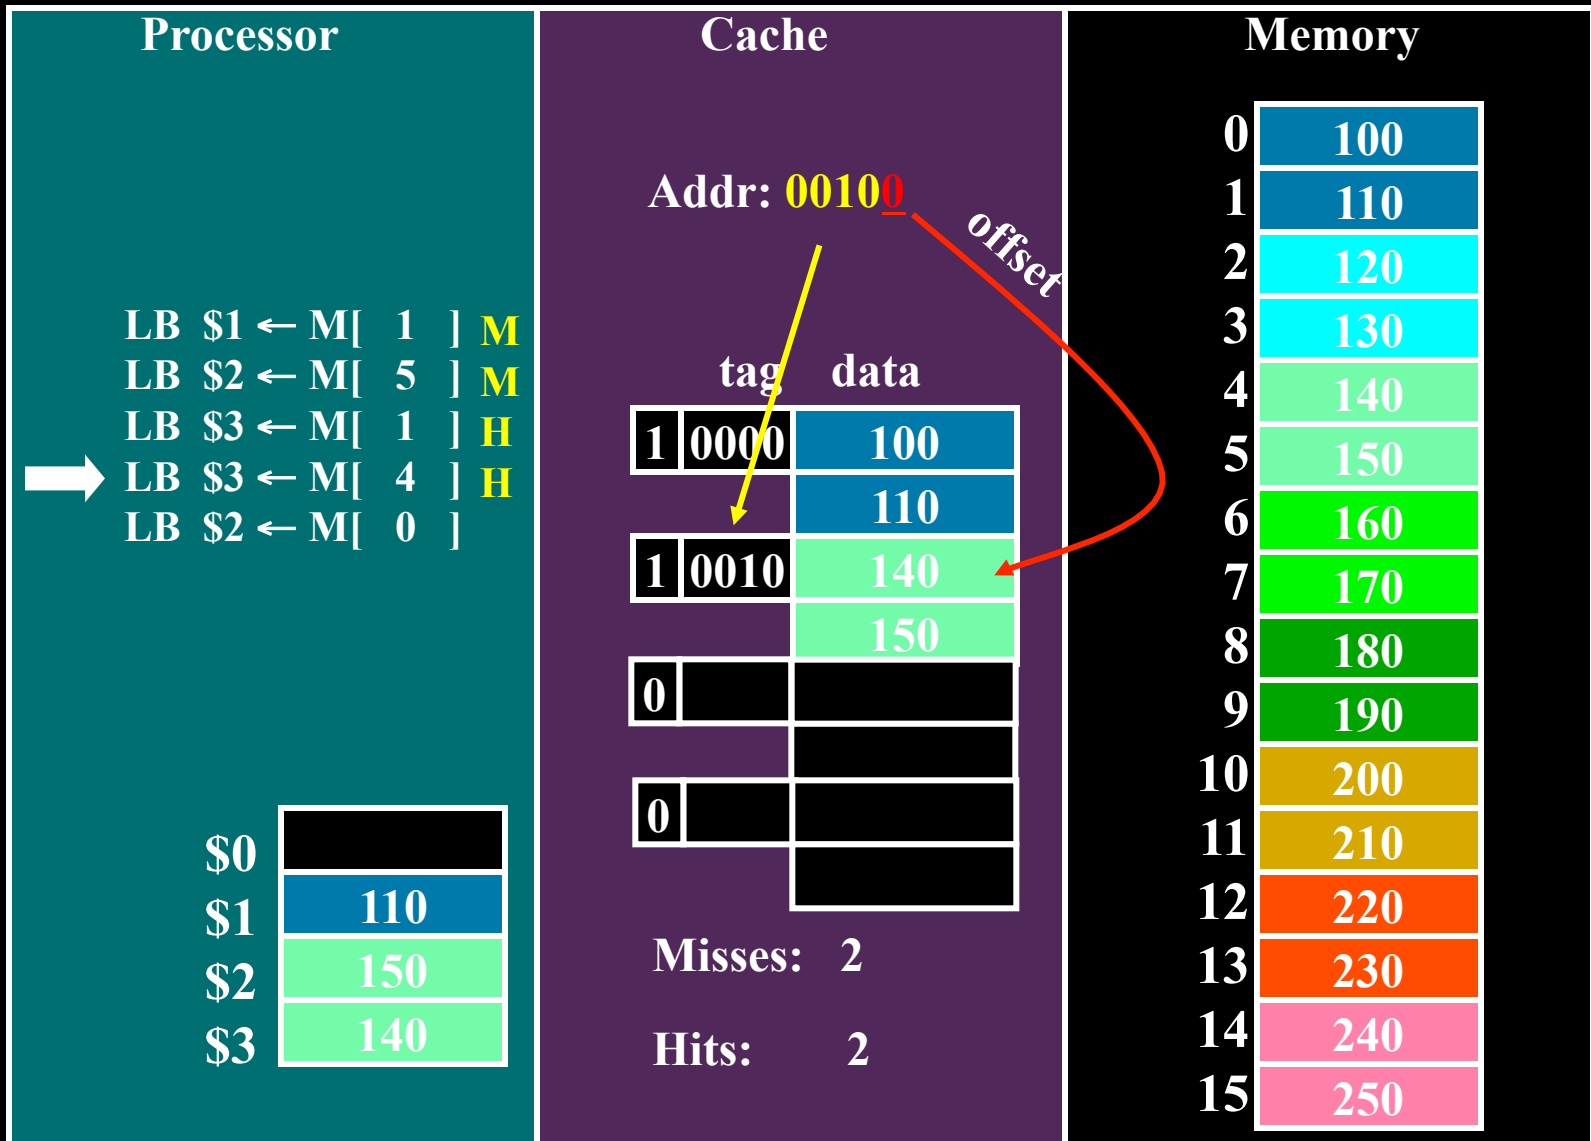 Processor
LB $1 ← M[ 1 ] M
LB $2 ← M[ 5 ] M
LB $3 ← M[ 1 ] H
LB $3 ← M[ 4 ] H
LB $2 ← M[ 0 ]
$0
$1 110
$2 150
$3 140
Cache
Addr: 00100
offset
tag data
1 0000 100
110
1 0010 140
150
0
0
Misses: 2
Hits: 2
Memory
0 100
1 110
2 120
3 130
4 140
5 150
6 160
7 170
8 180
9 190
10 200
11 210
12 220
13 230
14 240
15 250